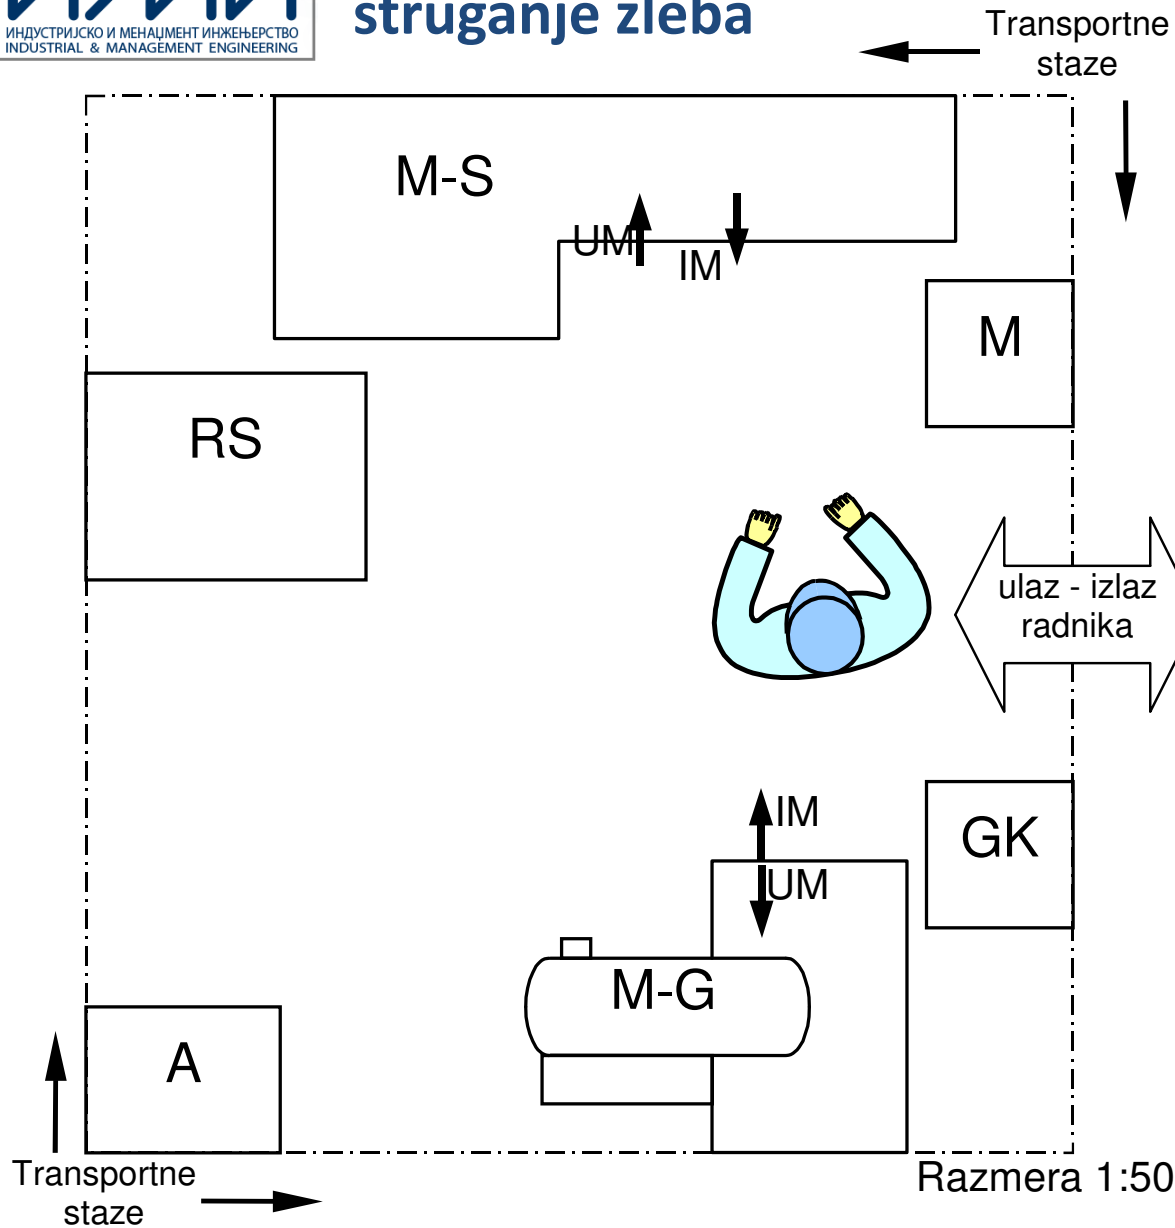 ИНДУСТРИЈСКО И МЕНАЏМЕНТ ИНЖЕЊЕРСТВО
INDUSTRIAL & MANAGEMENT ENGINEERING
struganje zleba
Transportne
staze
M-S
UM
IM
M
RS
ulaz - izlaz
radnika
IM
GK
UM
M-G
A
Transportne
staze
Razmera 1:50